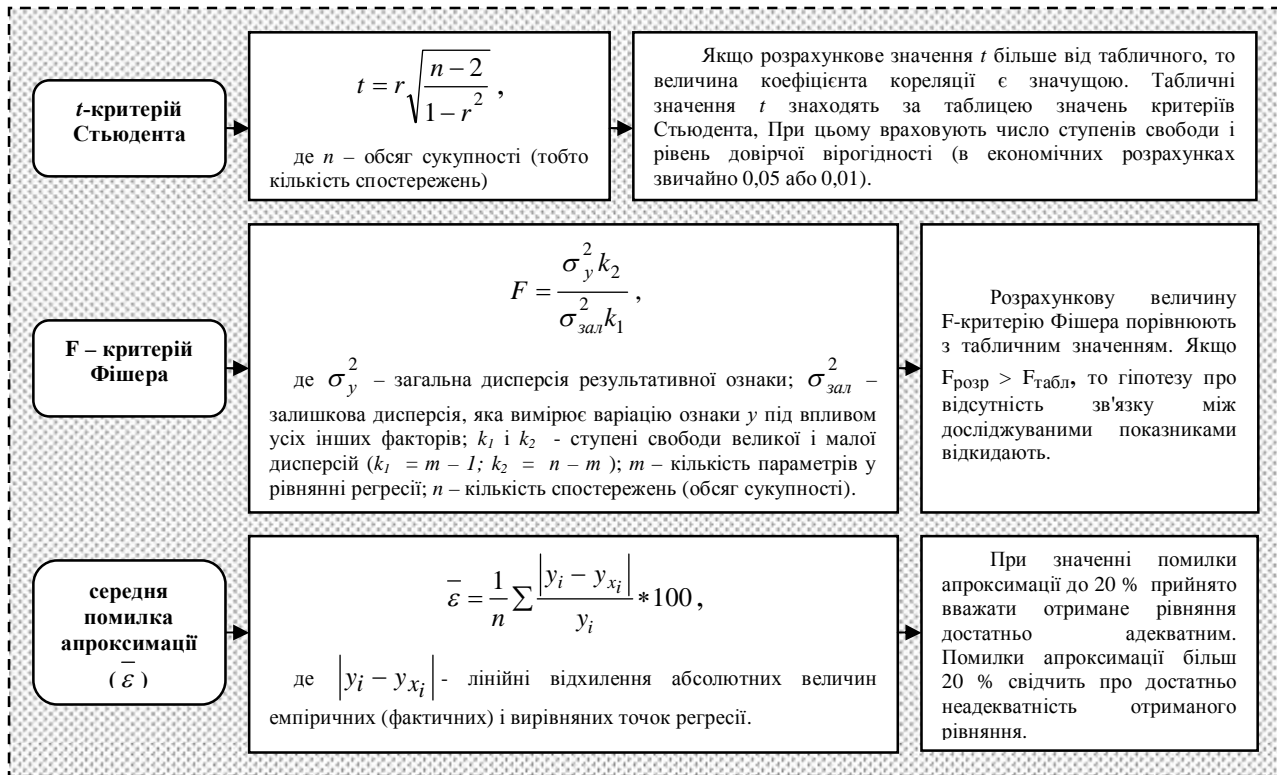 t-критерій
Стьюдента
t = r√((n − 2)/(1 − r²)) ,
де n – обсяг сукупності (тобто
кількість спостережень)
Якщо розрахункове значення t більше від табличного, то
величина коефіцієнта кореляції є значущою. Табличні
значення t знаходять за таблицею значень критеріїв
Стьюдента, При цьому враховують число ступенів свободи і
рівень довірчої вірогідності (в економічних розрахунках
звичайно 0,05 або 0,01).
F – критерій
Фішера
F = (σ²_y k₂)/(σ²_зал k₁) ,
де σ²_y – загальна дисперсія результативної ознаки; σ²_зал –
залишкова дисперсія, яка вимірює варіацію ознаки y під впливом
усіх інших факторів; k₁ і k₂ - ступені свободи великої і малої
дисперсій (k₁ = m – 1; k₂ = n – m ); m – кількість параметрів у
рівнянні регресії; n – кількість спостережень (обсяг сукупності).
Розрахункову величину
F-критерію Фішера порівнюють
з табличним значенням. Якщо
Fрозр > Fтабл, то гіпотезу про
відсутність зв'язку між
досліджуваними показниками
відкидають.
середня
помилка
апроксимації
( ε̅ )
ε̅ = (1/n) ∑ (|yᵢ − y_xᵢ|/yᵢ) *100 ,
де |yᵢ − y_xᵢ| - лінійні відхилення абсолютних величин
емпіричних (фактичних) і вирівняних точок регресії.
При значенні помилки
апроксимації до 20 % прийнято
вважати отримане рівняння
достатньо адекватним.
Помилки апроксимації більш
20 % свідчить про достатньо
неадекватність отриманого
рівняння.